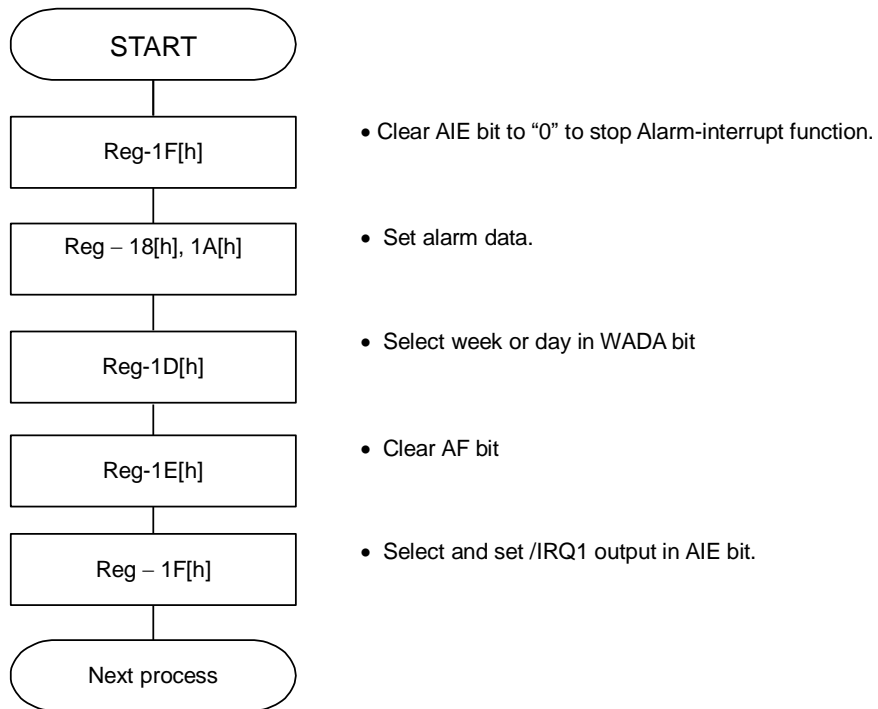 START
Reg-1F[h]
• Clear AIE bit to “0” to stop Alarm-interrupt function.
Reg – 18[h], 1A[h]
• Set alarm data.
Reg-1D[h]
• Select week or day in WADA bit
Reg-1E[h]
• Clear AF bit
Reg – 1F[h]
• Select and set /IRQ1 output in AIE bit.
Next process